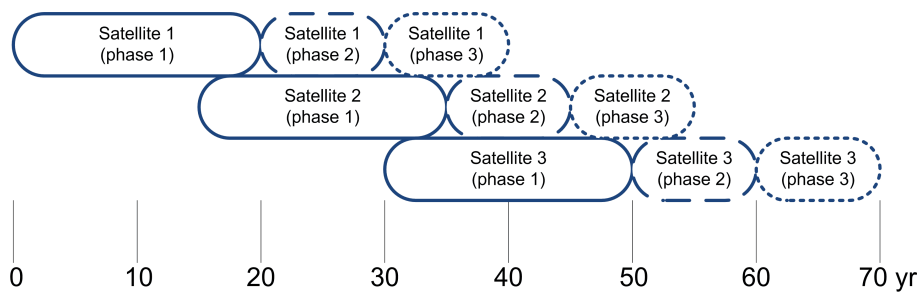 Satellite 1
(phase 1)
Satellite 1
(phase 2)
Satellite 1
(phase 3)
Satellite 2
(phase 1)
Satellite 2
(phase 2)
Satellite 2
(phase 3)
Satellite 3
(phase 1)
Satellite 3
(phase 2)
Satellite 3
(phase 3)
0 10 20 30 40 50 60 70 yr